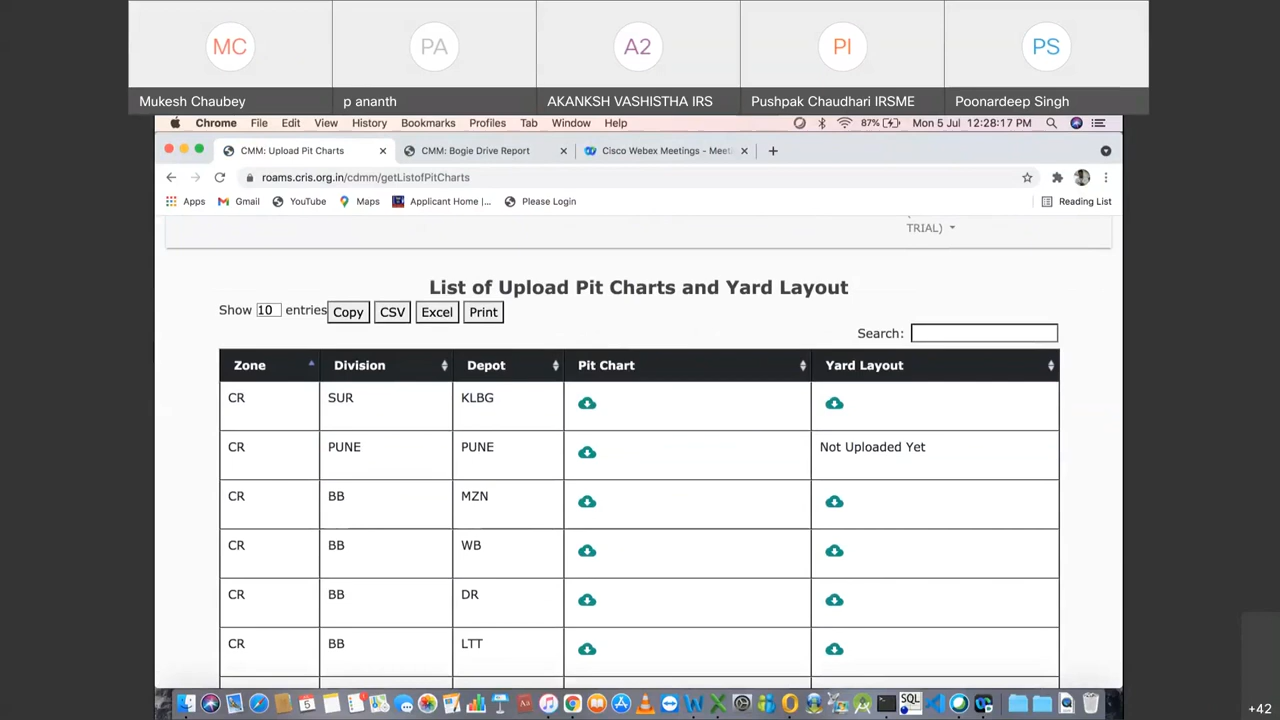 MC PA A2 PI PS
Mukesh Chaubey p ananth AKANKSH VASHISTHA IRS Pushpak Chaudhari IRSME Poonardeep Singh
Chrome File Edit View History Bookmarks Profiles Tab Window Help 87% Mon 5 Jul 12:28:17 PM
CMM: Upload Pit Charts CMM: Bogie Drive Report Cisco Webex Meetings - Meet
roams.cris.org.in/cdmm/getListofPitCharts
Apps Gmail YouTube Maps Applicant Home |... Please Login Reading List
TRIAL)
List of Upload Pit Charts and Yard Layout
Show 10 entries Copy CSV Excel Print
Search:
Zone Division Depot Pit Chart Yard Layout
CR SUR KLBG
CR PUNE PUNE Not Uploaded Yet
CR BB MZN
CR BB WB
CR BB DR
CR BB LTT
SQL
+42